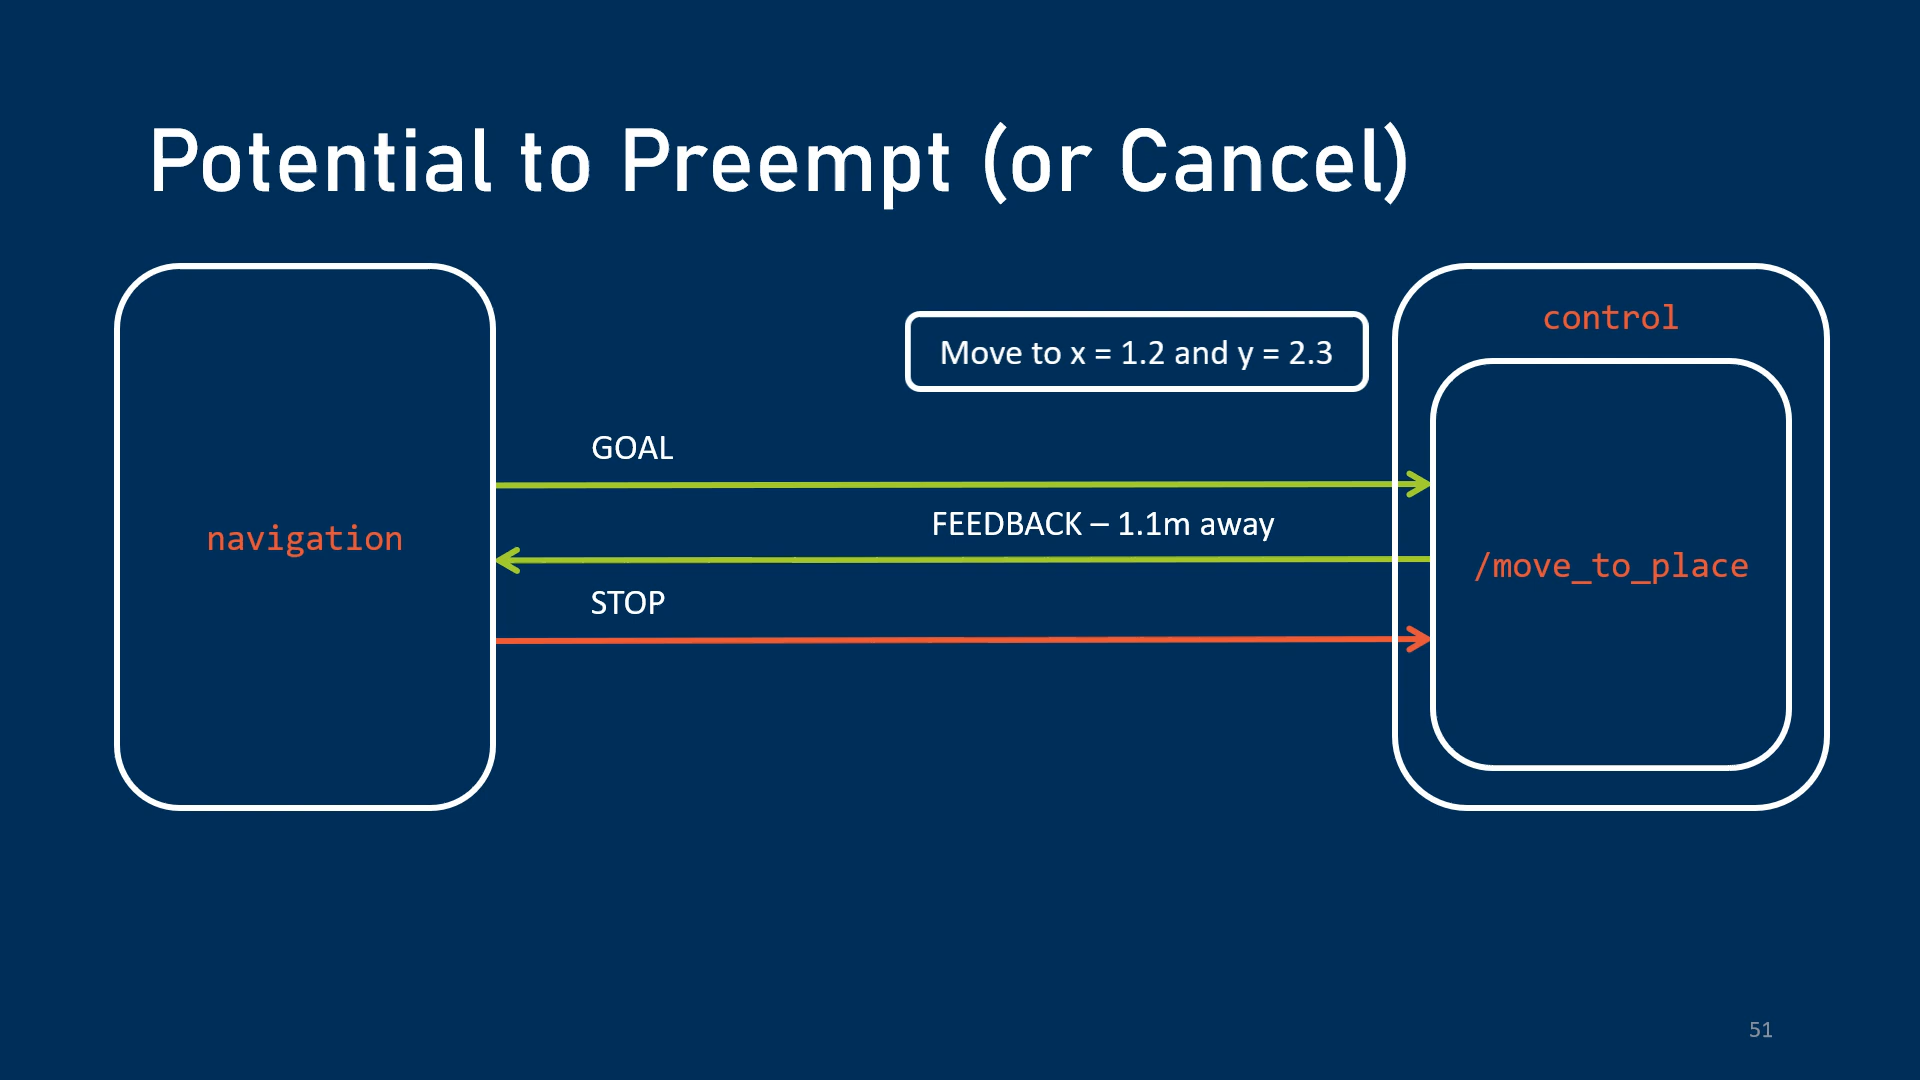 Potential to Preempt (or Cancel)
control
Move to x = 1.2 and y = 2.3
GOAL
FEEDBACK – 1.1m away
navigation
/move_to_place
STOP
51